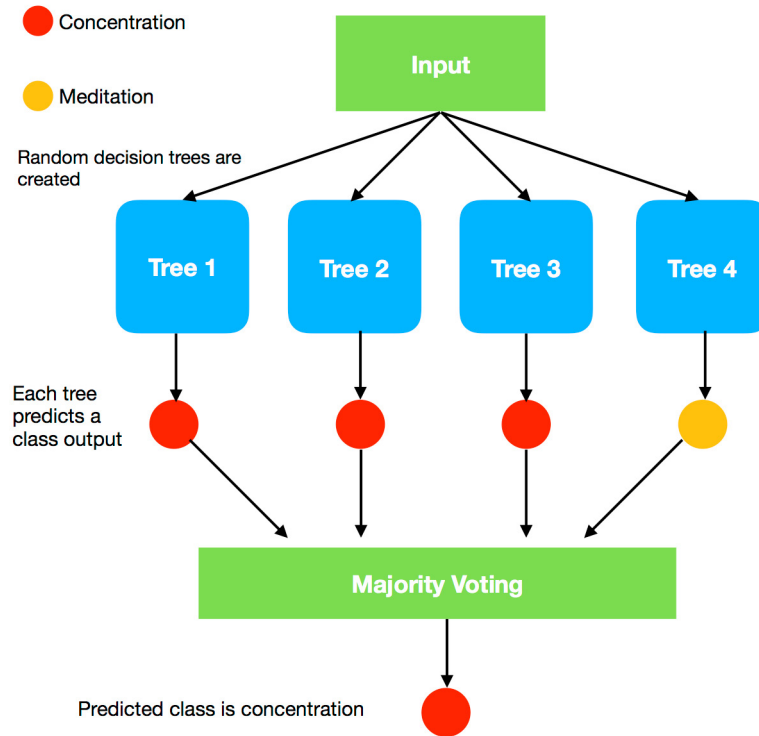 Concentration
Input
Meditation
Random decision trees are
created
Tree 1
Tree 2
Tree 3
Tree 4
Each tree
predicts a
class output
Majority Voting
Predicted class is concentration